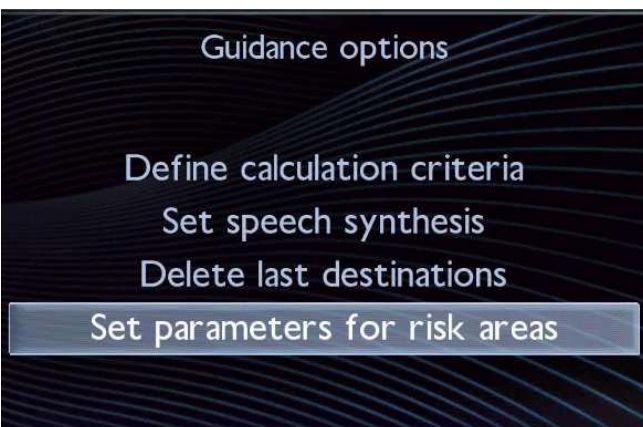 Guidance options
Define calculation criteria
Set speech synthesis
Delete last destinations
Set parameters for risk areas